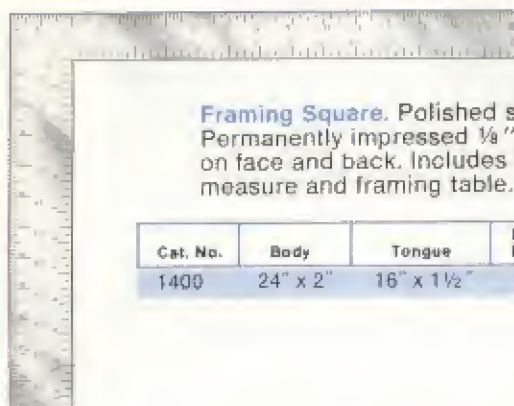 Framing Square. Polished s
Permanently impressed ⅛"
on face and back. Includes
measure and framing table.
Cat. No. Body Tongue
1400 24" x 2" 16" x 1½"